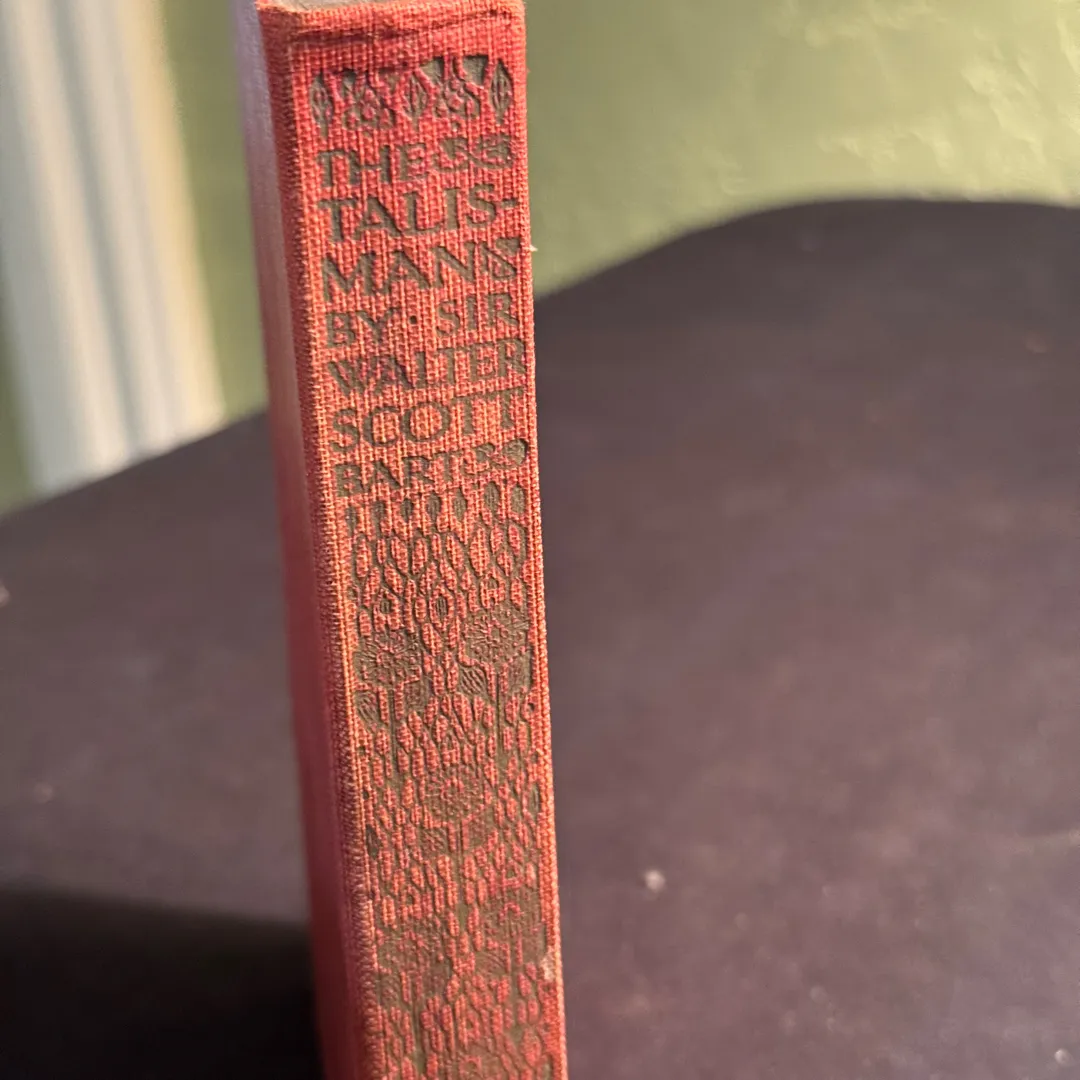 THE
TALIS-
MAN
BY · SIR
WALTER
SCOTT
BART